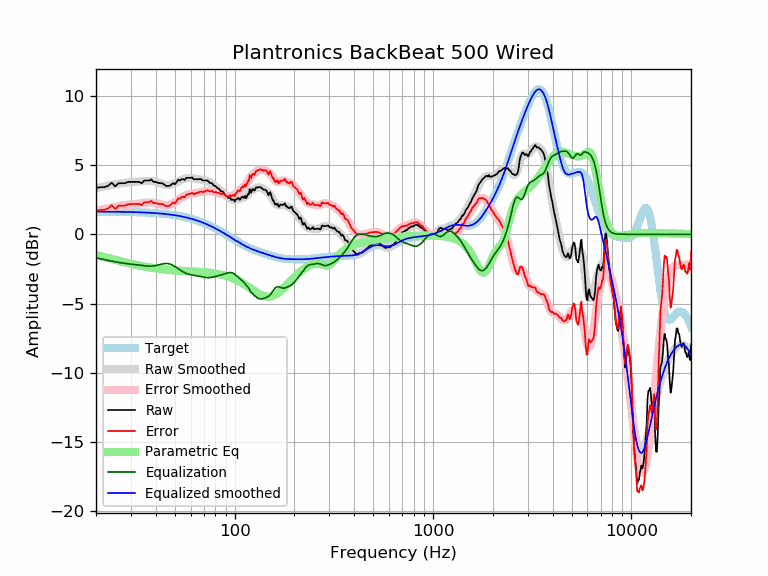 Plantronics BackBeat 500 Wired
10
5
0
−5
−10
−15
−20
Amplitude (dBr)
Target
Raw Smoothed
Error Smoothed
Raw
Error
Parametric Eq
Equalization
Equalized smoothed
100 1000 10000
Frequency (Hz)